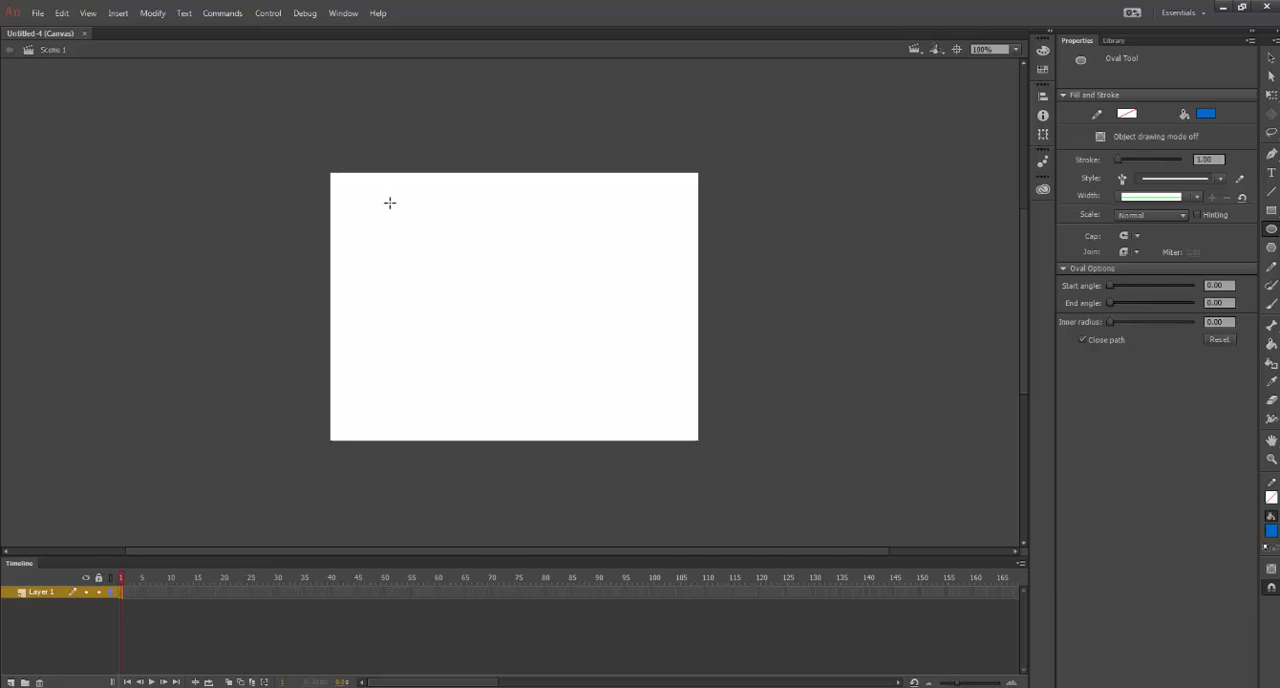 An File Edit View Insert Modify Text Commands Control Debug Window Help Essentials
Untitled-4 (Canvas) ×
Scene 1 100%
Properties Library
Oval Tool
Fill and Stroke
Object drawing mode off
Stroke: 1.00
Style:
Width:
Scale: Normal Hinting
Cap:
Join: Miter:
Oval Options
Start angle: 0.00
End angle: 0.00
Inner radius: 0.00
Close path Reset
Timeline
1 5 10 15 20 25 30 35 40 45 50 55 60 65 70 75 80 85 90 95 100 105 110 115 120 125 130 135 140 145 150 155 160 165
Layer 1
1